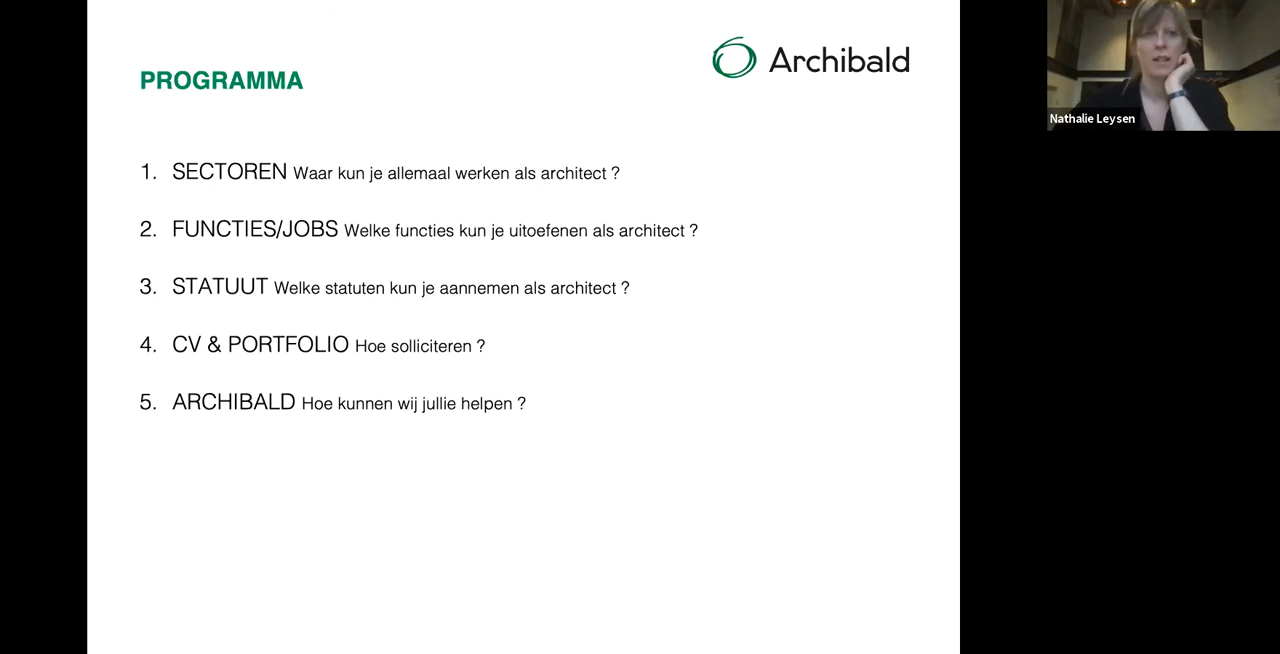 Archibald
PROGRAMMA
1. SECTOREN Waar kun je allemaal werken als architect ?
2. FUNCTIES/JOBS Welke functies kun je uitoefenen als architect ?
3. STATUUT Welke statuten kun je aannemen als architect ?
4. CV & PORTFOLIO Hoe solliciteren ?
5. ARCHIBALD Hoe kunnen wij jullie helpen ?
Nathalie Leysen